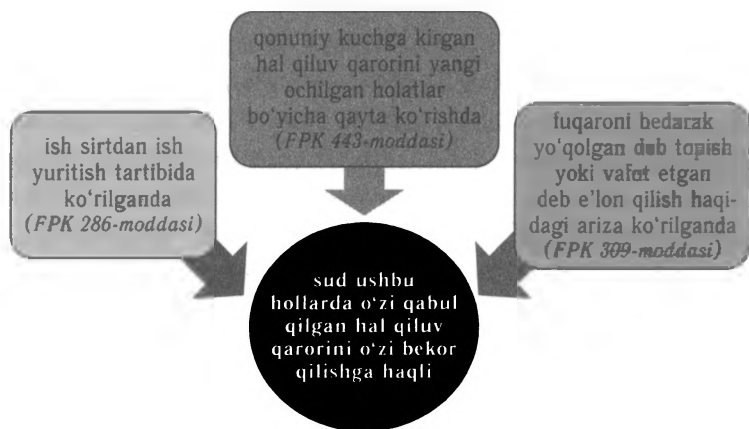 qonuniy kuchga kirgan
hal qiluv qarorini yangi
ochilgan holatlar
bo‘yicha qayta ko‘rishda
(FPK 443-moddasi)
ish sirtdan ish
yuritish tartibida
ko‘rilganda
(FPK 286-moddasi)
fuqaroni bedarak
yo‘qolgan deb topish
yoki vafot etgan
deb e’lon qilish haqi-
dagi ariza ko‘rilganda
(FPK 309-moddasi)
sud ushbu
hollarda o‘zi qabul
qilgan hal qiluv
qarorini o‘zi bekor
qilishga haqli